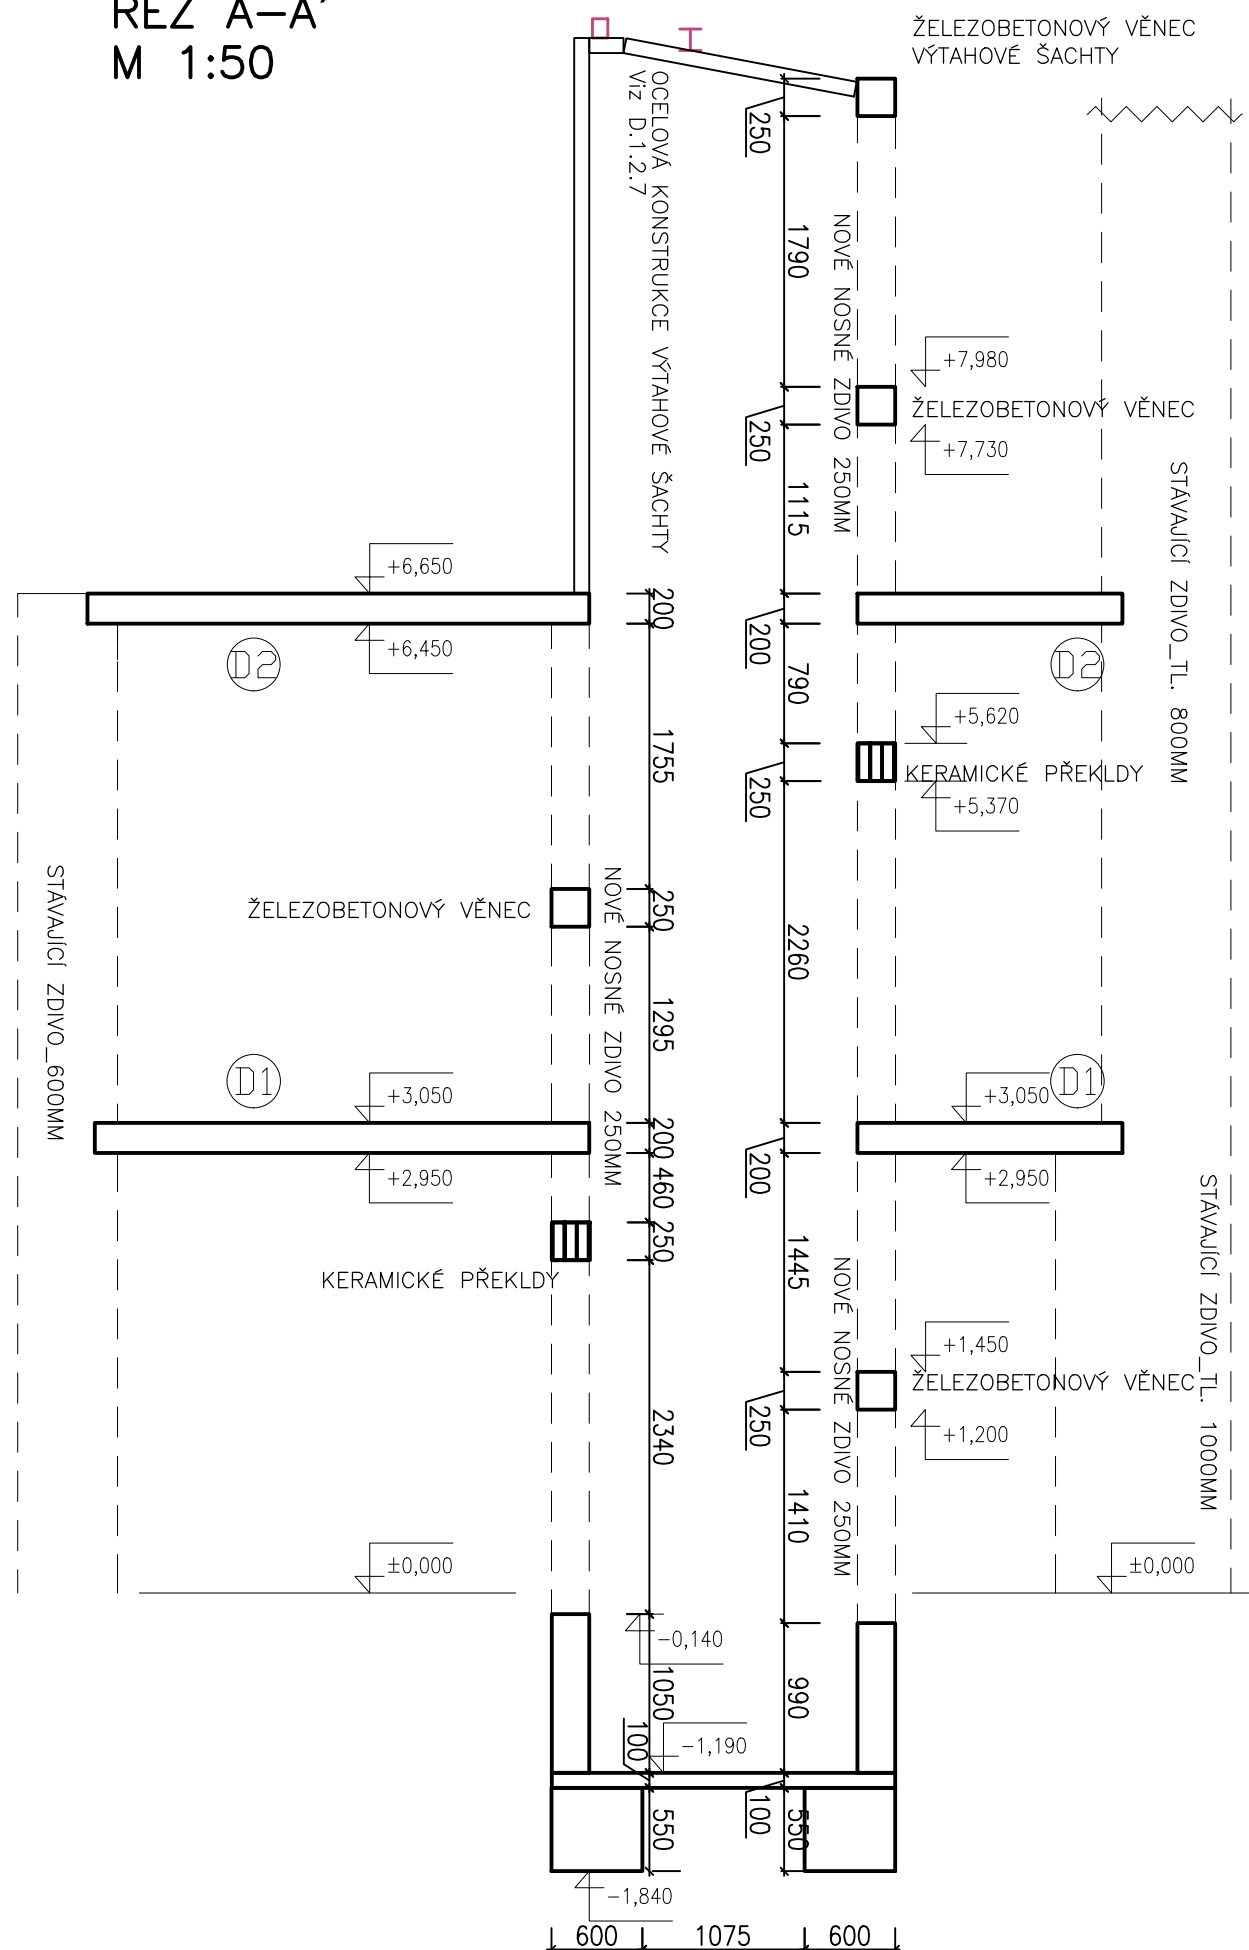 ŘEZ A–A'
M 1:50
ŽELEZOBETONOVÝ VĚNEC
VÝTAHOVÉ ŠACHTY
OCELOVÁ KONSTRUKCE VÝTAHOVÉ ŠACHTY
Viz D.1.2.7
250
1790
NOVÉ NOSNÉ ZDIVO 250MM
+7,980
ŽELEZOBETONOVÝ VĚNEC
+7,730
250
1115
STÁVAJÍCÍ ZDIVO_TL. 800MM
+6,650
+6,450
200
200
D2
D2
790
1755
+5,620
KERAMICKÉ PŘEKLDY
+5,370
250
STÁVAJÍCÍ ZDIVO_600MM
ŽELEZOBETONOVÝ VĚNEC
NOVÉ NOSNÉ ZDIVO 250MM
250
2260
1295
D1
D1
+3,050
+3,050
200
200
+2,950
+2,950
460
250
KERAMICKÉ PŘEKLDY
1445
NOVÉ NOSNÉ ZDIVO 250MM
STÁVAJÍCÍ ZDIVO_TL. 1000MM
+1,450
ŽELEZOBETONOVÝ VĚNEC
+1,200
250
2340
1410
±0,000
±0,000
-0,140
1050
990
-1,190
100
100
550
550
-1,840
600
1075
600